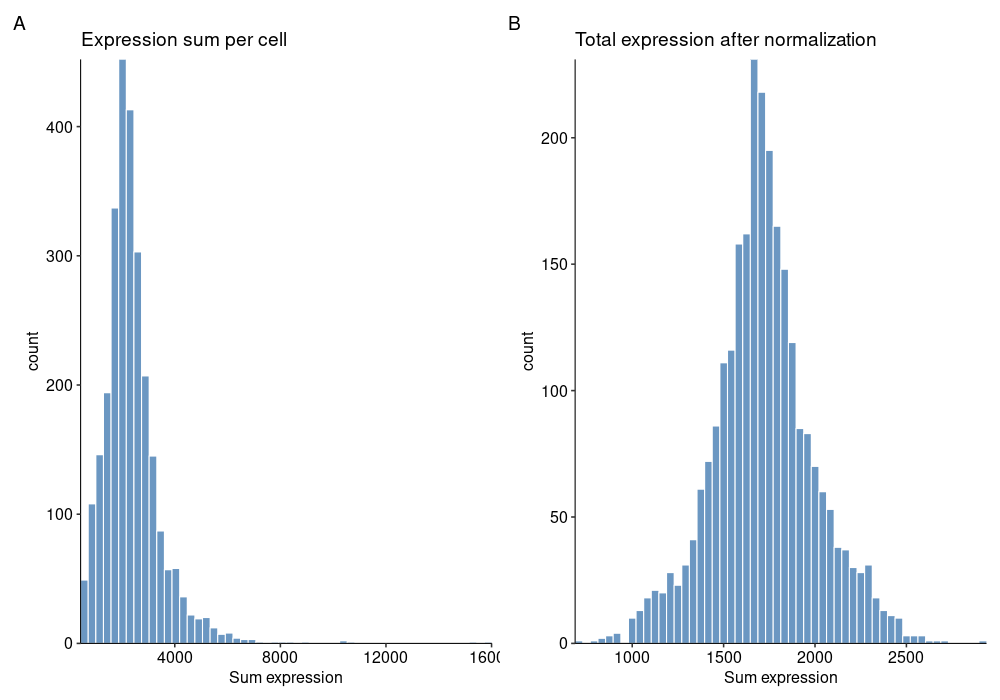 A
Expression sum per cell
count
400
300
200
100
0
4000
8000
12000
1600
Sum expression
B
Total expression after normalization
count
200
150
100
50
0
1000
1500
2000
2500
Sum expression